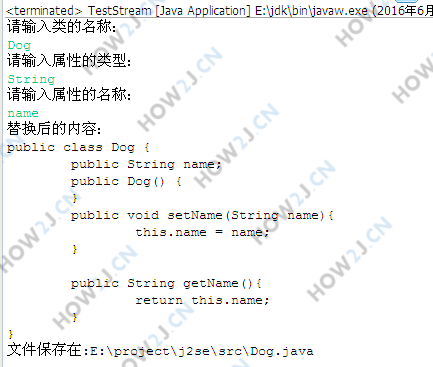 <terminated> TestStream [Java Application] E:\jdk\bin\javaw.exe (2016年6月
请输入类的名称:
Dog
请输入属性的类型:
String
请输入属性的名称:
name
替换后的内容:
public class Dog {
public String name;
public Dog() {
}
public void setName(String name){
this.name = name;
}
public String getName(){
return this.name;
}
}
文件保存在:E:\project\j2se\src\Dog.java
HOW2J.CN
HOW2J.CN
HOW2J.CN
HOW2J.CN
HOW2J.CN
HOW2J.CN
HOW2J.CN